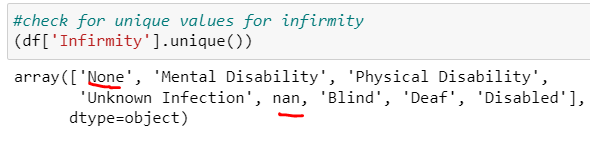 #check for unique values for infirmity
(df['Infirmity'].unique())
array(['None', 'Mental Disability', 'Physical Disability',
'Unknown Infection', nan, 'Blind', 'Deaf', 'Disabled'],
dtype=object)